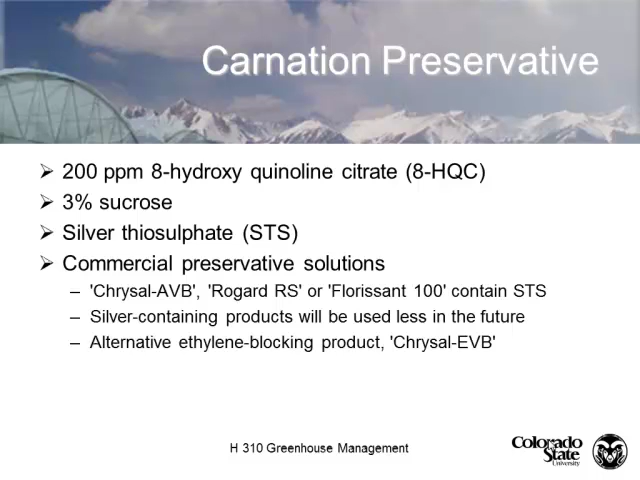 Carnation Preservative
➢ 200 ppm 8-hydroxy quinoline citrate (8-HQC)
➢ 3% sucrose
➢ Silver thiosulphate (STS)
➢ Commercial preservative solutions
– 'Chrysal-AVB', 'Rogard RS' or 'Florissant 100' contain STS
– Silver-containing products will be used less in the future
– Alternative ethylene-blocking product, 'Chrysal-EVB'
H 310 Greenhouse Management
Colorado
State
University